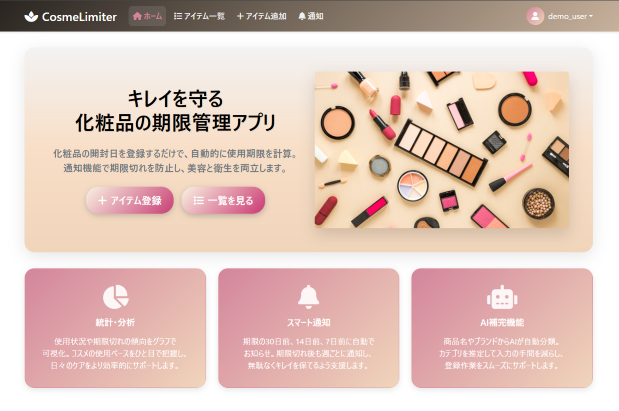 CosmeLimiter ホーム アイテム一覧 アイテム追加 通知 demo_user
キレイを守る
化粧品の期限管理アプリ
化粧品の開封日を登録するだけで、自動的に使用期限を計算。
通知機能で期限切れを防止し、美容と衛生を両立します。
アイテム登録 一覧を見る
統計・分析
使用状況や期限切れの傾向をグラフで
可視化。コスメの使用ペースをひと目で把握し、
日々のケアをより効率的にサポートします。
スマート通知
期限の30日前、14日前、7日前に自動で
お知らせ。期限切れ後も週ごとに通知し、
無駄なくキレイを保てるよう支援します。
AI補完機能
商品名やブランドからAIが自動分類。
カテゴリを推定して入力の手間を減らし、
登録作業をスムーズにサポートします。